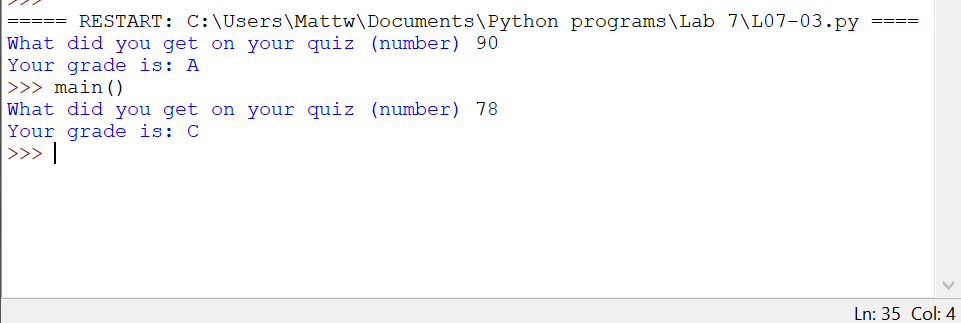 >>>
===== RESTART: C:\Users\Mattw\Documents\Python programs\Lab 7\L07-03.py ====
What did you get on your quiz (number) 90
Your grade is: A
>>> main()
What did you get on your quiz (number) 78
Your grade is: C
>>>
Ln: 35 Col: 4